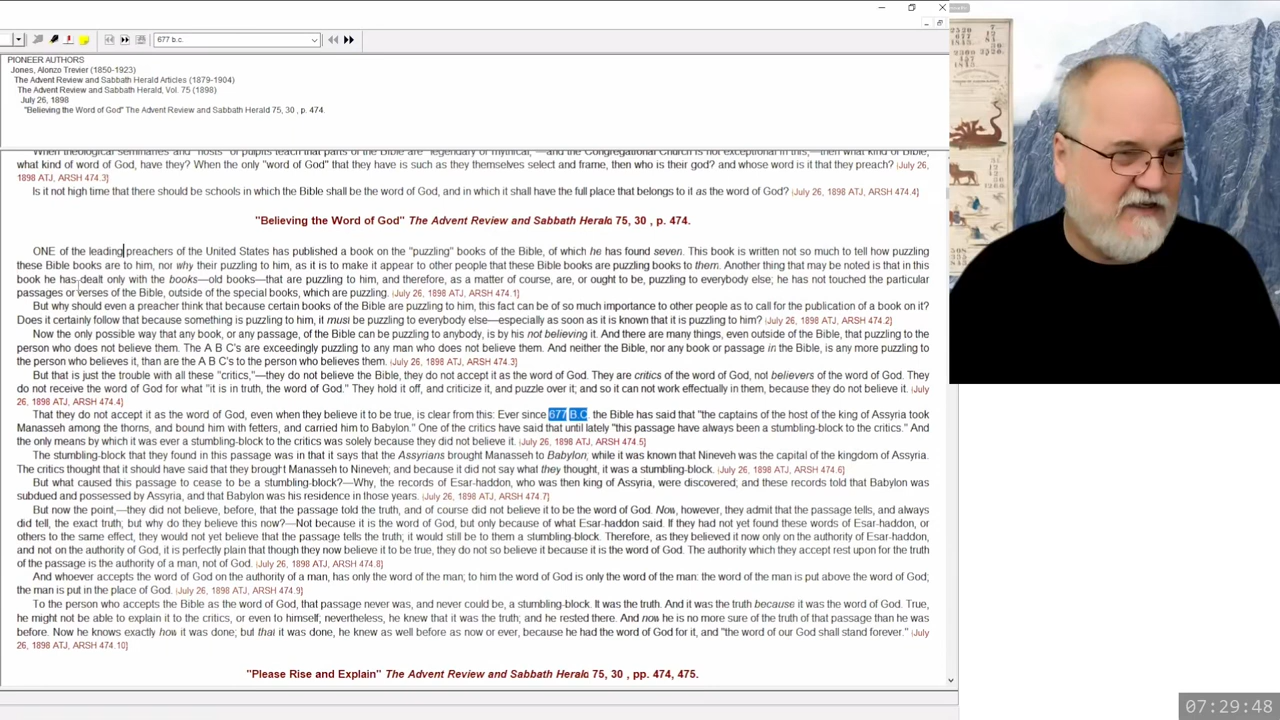 677 b.c.
PIONEER AUTHORS
Jones, Alonzo Trevier (1850-1923)
The Advent Review and Sabbath Herald Articles (1879-1904)
The Advent Review and Sabbath Herald, Vol. 75 (1898)
July 26, 1898
"Believing the Word of God" The Advent Review and Sabbath Herald 75, 30 , p. 474.
When theological seminaries and "hosts" of pulpits teach that parts of the Bible are "legendary or mythical,"—and the Congregational Church is not exceptional in this,—then what kind of Bible,
what kind of word of God, have they? When the only "word of God" that they have is such as they themselves select and frame, then who is their god? and whose word is it that they preach? {July 26,
1898 ATJ, ARSH 474.3}
Is it not high time that there should be schools in which the Bible shall be the word of God, and in which it shall have the full place that belongs to it as the word of God? {July 26, 1898 ATJ, ARSH 474.4}
"Believing the Word of God" The Advent Review and Sabbath Herald 75, 30 , p. 474.
ONE of the leading preachers of the United States has published a book on the "puzzling" books of the Bible, of which he has found seven. This book is written not so much to tell how puzzling
these Bible books are to him, nor why their puzzling to him, as it is to make it appear to other people that these Bible books are puzzling books to them. Another thing that may be noted is that in this
book he has dealt only with the books—old books—that are puzzling to him, and therefore, as a matter of course, are, or ought to be, puzzling to everybody else; he has not touched the particular
passages or verses of the Bible, outside of the special books, which are puzzling. {July 26, 1898 ATJ, ARSH 474.1}
But why should even a preacher think that because certain books of the Bible are puzzling to him, this fact can be of so much importance to other people as to call for the publication of a book on it?
Does it certainly follow that because something is puzzling to him, it must be puzzling to everybody else—especially as soon as it is known that it is puzzling to him? {July 26, 1898 ATJ, ARSH 474.2}
Now the only possible way that any book, or any passage, of the Bible can be puzzling to anybody, is by his not believing it. And there are many things, even outside of the Bible, that puzzling to the
person who does not believe them. The A B C's are exceedingly puzzling to any man who does not believe them. And neither the Bible, nor any book or passage in the Bible, is any more puzzling to
the person who believes it, than are the A B C's to the person who believes them. {July 26, 1898 ATJ, ARSH 474.3}
But that is just the trouble with all these "critics,"—they do not believe the Bible, they do not accept it as the word of God. They are critics of the word of God, not believers of the word of God. They
do not receive the word of God for what "it is in truth, the word of God." They hold it off, and criticize it, and puzzle over it; and so it can not work effectually in them, because they do not believe it. {July
26, 1898 ATJ, ARSH 474.4}
That they do not accept it as the word of God, even when they believe it to be true, is clear from this: Ever since 677 B.C. the Bible has said that "the captains of the host of the king of Assyria took
Manasseh among the thorns, and bound him with fetters, and carried him to Babylon." One of the critics have said that until lately "this passage have always been a stumbling-block to the critics." And
the only means by which it was ever a stumbling-block to the critics was solely because they did not believe it. {July 26, 1898 ATJ, ARSH 474.5}
The stumbling-block that they found in this passage was in that it says that the Assyrians brought Manasseh to Babylon; while it was known that Nineveh was the capital of the kingdom of Assyria.
The critics thought that it should have said that they brought Manasseh to Nineveh; and because it did not say what they thought, it was a stumbling-block. {July 26, 1898 ATJ, ARSH 474.6}
But what caused this passage to cease to be a stumbling-block?—Why, the records of Esar-haddon, who was then king of Assyria, were discovered; and these records told that Babylon was
subdued and possessed by Assyria, and that Babylon was his residence in those years. {July 26, 1898 ATJ, ARSH 474.7}
But now the point,—they did not believe, before, that the passage told the truth, and of course did not believe it to be the word of God. Now, however, they admit that the passage tells, and always
did tell, the exact truth; but why do they believe this now?—Not because it is the word of God, but only because of what Esar-haddon said. If they had not yet found these words of Esar-haddon, or
others to the same effect, they would not yet believe that the passage tells the truth; it would still be to them a stumbling-block. Therefore, as they believed it now only on the authority of Esar-haddon,
and not on the authority of God, it is perfectly plain that though they now believe it to be true, they do not so believe it because it is the word of God. The authority which they accept rest upon for the truth
of the passage is the authority of a man, not of God. {July 26, 1898 ATJ, ARSH 474.8}
And whoever accepts the word of God on the authority of a man, has only the word of the man; to him the word of God is only the word of the man: the word of the man is put above the word of God;
the man is put in the place of God. {July 26, 1898 ATJ, ARSH 474.9}
To the person who accepts the Bible as the word of God, that passage never was, and never could be, a stumbling-block. It was the truth. And it was the truth because it was the word of God. True,
he might not be able to explain it to the critics, or even to himself; nevertheless, he knew that it was the truth; and he rested there. And now he is no more sure of the truth of that passage than he was
before. Now he knows exactly how it was done; but that it was done, he knew as well before as now or ever, because he had the word of God for it, and "the word of our God shall stand forever." {July
26, 1898 ATJ, ARSH 474.10}
"Please Rise and Explain" The Advent Review and Sabbath Herald 75, 30 , pp. 474, 475.
07:29:48